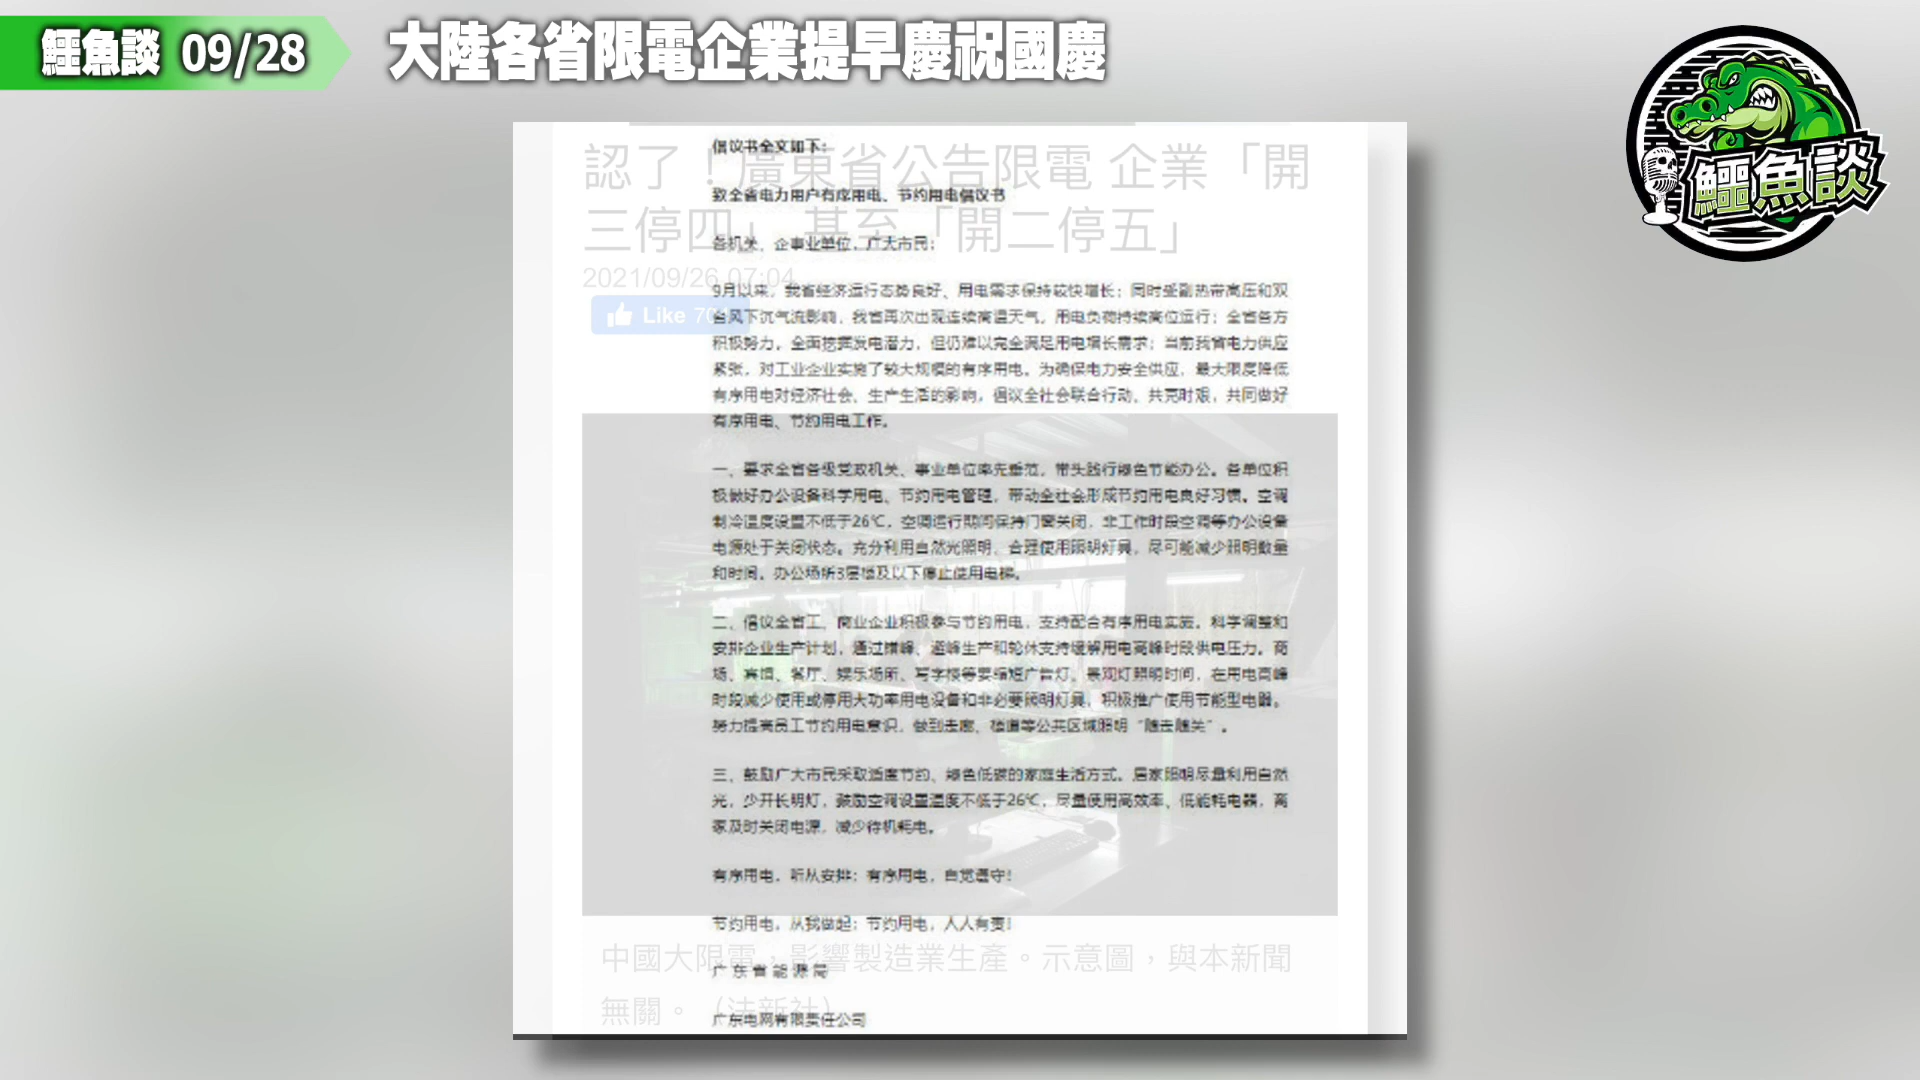 鱷魚談 09/28
大陸各省限電企業提早慶祝國慶
鱷魚談
認了！廣東省公告限電 企業「開
三停四」 甚至「開二停五」
2021/09/26 07:04
Like 70
倡议书全文如下：
致全省电力用户有序用电、节约用电倡议书
各机关、企事业单位，广大市民：
9月以来，我省经济运行态势良好、用电需求保持较快增长；同时受副热带高压和双
台风下沉气流影响，我省再次出现连续高温天气，用电负荷持续高位运行；全省各方
积极努力，全面挖掘发电潜力，但仍难以完全满足用电增长需求；当前我省电力供应
紧张，对工业企业实施了较大规模的有序用电。为确保电力安全供应，最大限度降低
有序用电对经济社会、生产生活的影响，倡议全社会联合行动、共克时艰，共同做好
有序用电、节约用电工作。
一、要求全省各级党政机关、事业单位率先垂范，带头践行绿色节能办公。各单位积
极做好办公设备科学用电、节约用电管理，带动全社会形成节约用电良好习惯。空调
制冷温度设置不低于26℃，空调运行期间保持门窗关闭，非工作时段空调等办公设备
电源处于关闭状态。充分利用自然光照明，合理使用照明灯具，尽可能减少照明数量
和时间。办公场所3层楼及以下停止使用电梯。
二、倡议全省工、商业企业积极参与节约用电，支持配合有序用电实施。科学调整和
安排企业生产计划，通过错峰、避峰生产和轮休支持缓解用电高峰时段供电压力。商
场、宾馆、餐厅、娱乐场所、写字楼等要缩短广告灯、景观灯照明时间，在用电高峰
时段减少使用或停用大功率用电设备和非必要照明灯具，积极推广使用节能型电器。
努力提高员工节约用电意识，做到走廊、楼道等公共区域照明“随走随关”。
三、鼓励广大市民采取适度节约、绿色低碳的家庭生活方式。居家照明尽量利用自然
光，少开长明灯，鼓励空调设置温度不低于26℃，尽量使用高效率、低能耗电器，离
家及时关闭电源，减少待机耗电。
有序用电，听从安排；有序用电，自觉遵守！
节约用电，从我做起；节约用电，人人有责！
中國大限電，影響製造業生產。示意圖，與本新聞
广东省能源局
無關。（法新社）
广东电网有限责任公司